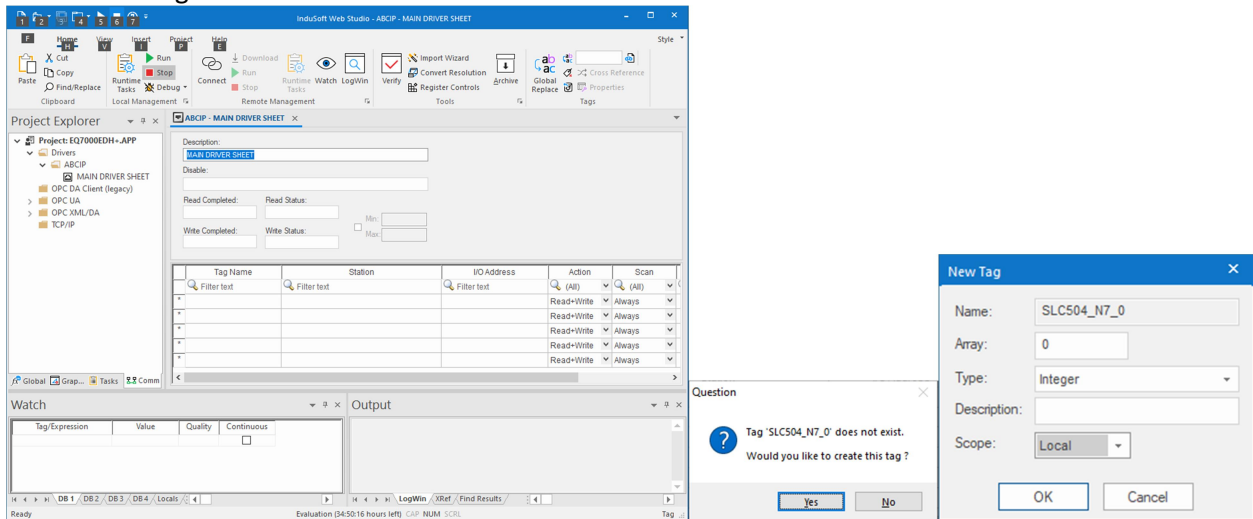 InduSoft Web Studio - ABCIP - MAIN DRIVER SHEET
1 2 3 4 5 6 7
F Home View Insert Project Help Style
H V I P E
Paste
Cut
Copy
Find/Replace
Clipboard
Runtime Tasks
Run
Stop
Debug
Local Management
Connect
Download
Run
Stop
Runtime Tasks
Watch
LogWin
Remote Management
Verify
Import Wizard
Convert Resolution
Register Controls
Archive
Tools
Global Replace
Cross Reference
Properties
Tags
Project Explorer
Project: EQ7000EDH+.APP
Drivers
ABCIP
MAIN DRIVER SHEET
OPC DA Client (legacy)
OPC UA
OPC XML/DA
TCP/IP
Global Grap... Tasks Comm
ABCIP - MAIN DRIVER SHEET
Description:
MAIN DRIVER SHEET
Disable:
Read Completed: Read Status:
Write Completed: Write Status:
Min:
Max:
Tag Name Station I/O Address Action Scan
Filter text Filter text Filter text (All) (All)
* Read+Write Always
* Read+Write Always
* Read+Write Always
* Read+Write Always
* Read+Write Always
Watch
Tag/Expression Value Quality Continuous
DB 1 DB 2 DB 3 DB 4 Locals
Output
LogWin XRef Find Results
Ready Evaluation (34:50:16 hours left) CAP NUM SCRL Tag
Question
Tag 'SLC504_N7_0' does not exist.
Would you like to create this tag ?
Yes No
New Tag
Name: SLC504_N7_0
Array: 0
Type: Integer
Description:
Scope: Local
OK Cancel